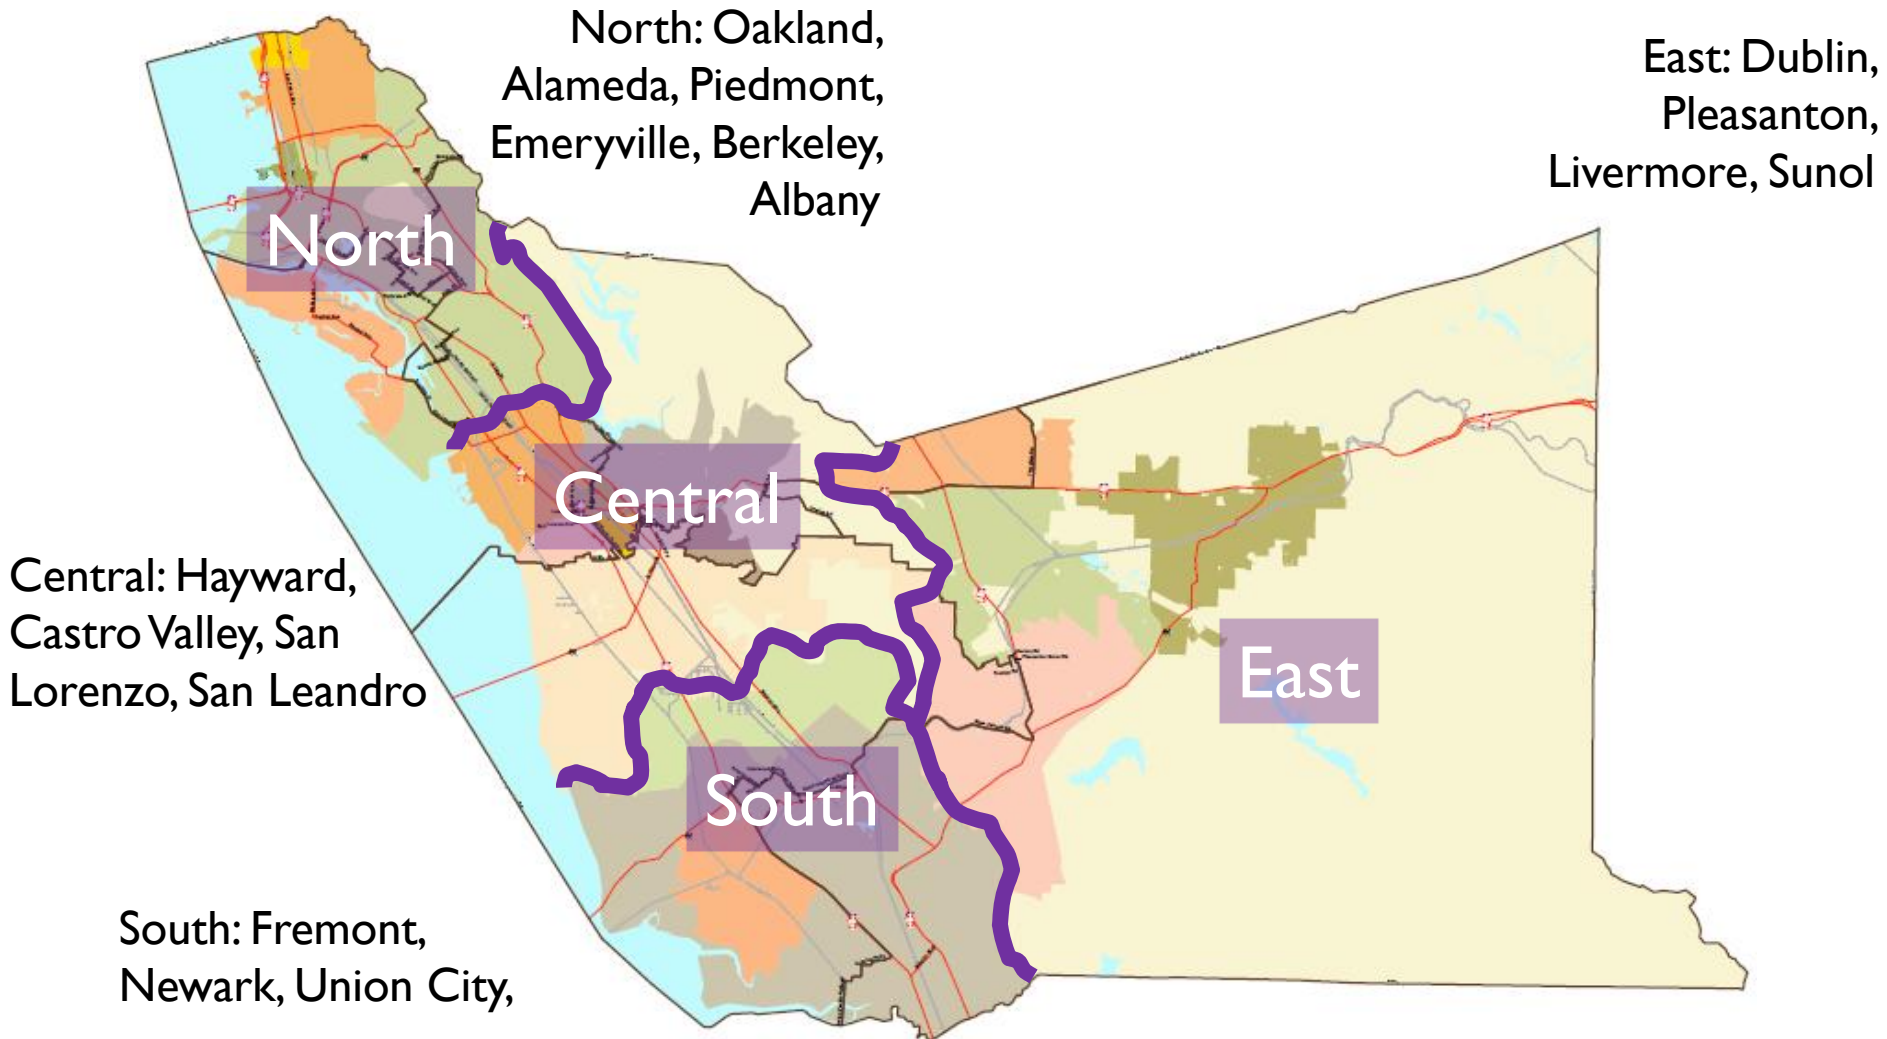 North: Oakland,
Alameda, Piedmont,
Emeryville, Berkeley,
Albany
East: Dublin,
Pleasanton,
Livermore, Sunol
North
Central
Central: Hayward,
Castro Valley, San
Lorenzo, San Leandro
East
South
South: Fremont,
Newark, Union City,